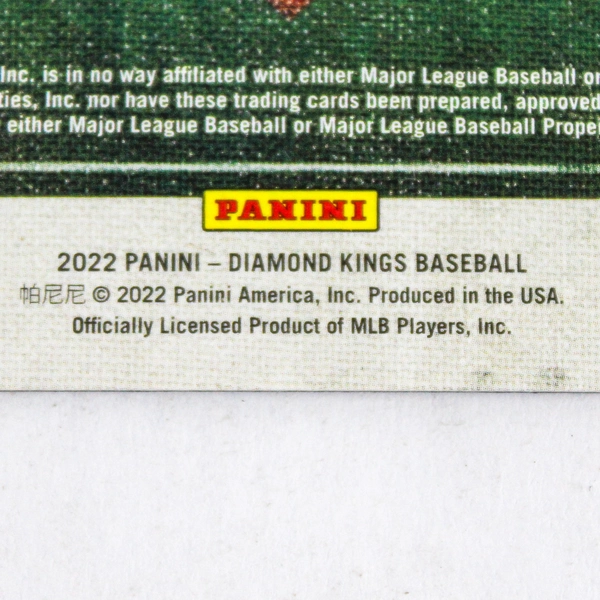 Inc. is in no way affiliated with either Major League Baseball or
ties, Inc. nor have these trading cards been prepared, approved
either Major League Baseball or Major League Baseball Proper
PANINI
2022 PANINI – DIAMOND KINGS BASEBALL
帕尼尼 © 2022 Panini America, Inc. Produced in the USA.
Officially Licensed Product of MLB Players, Inc.